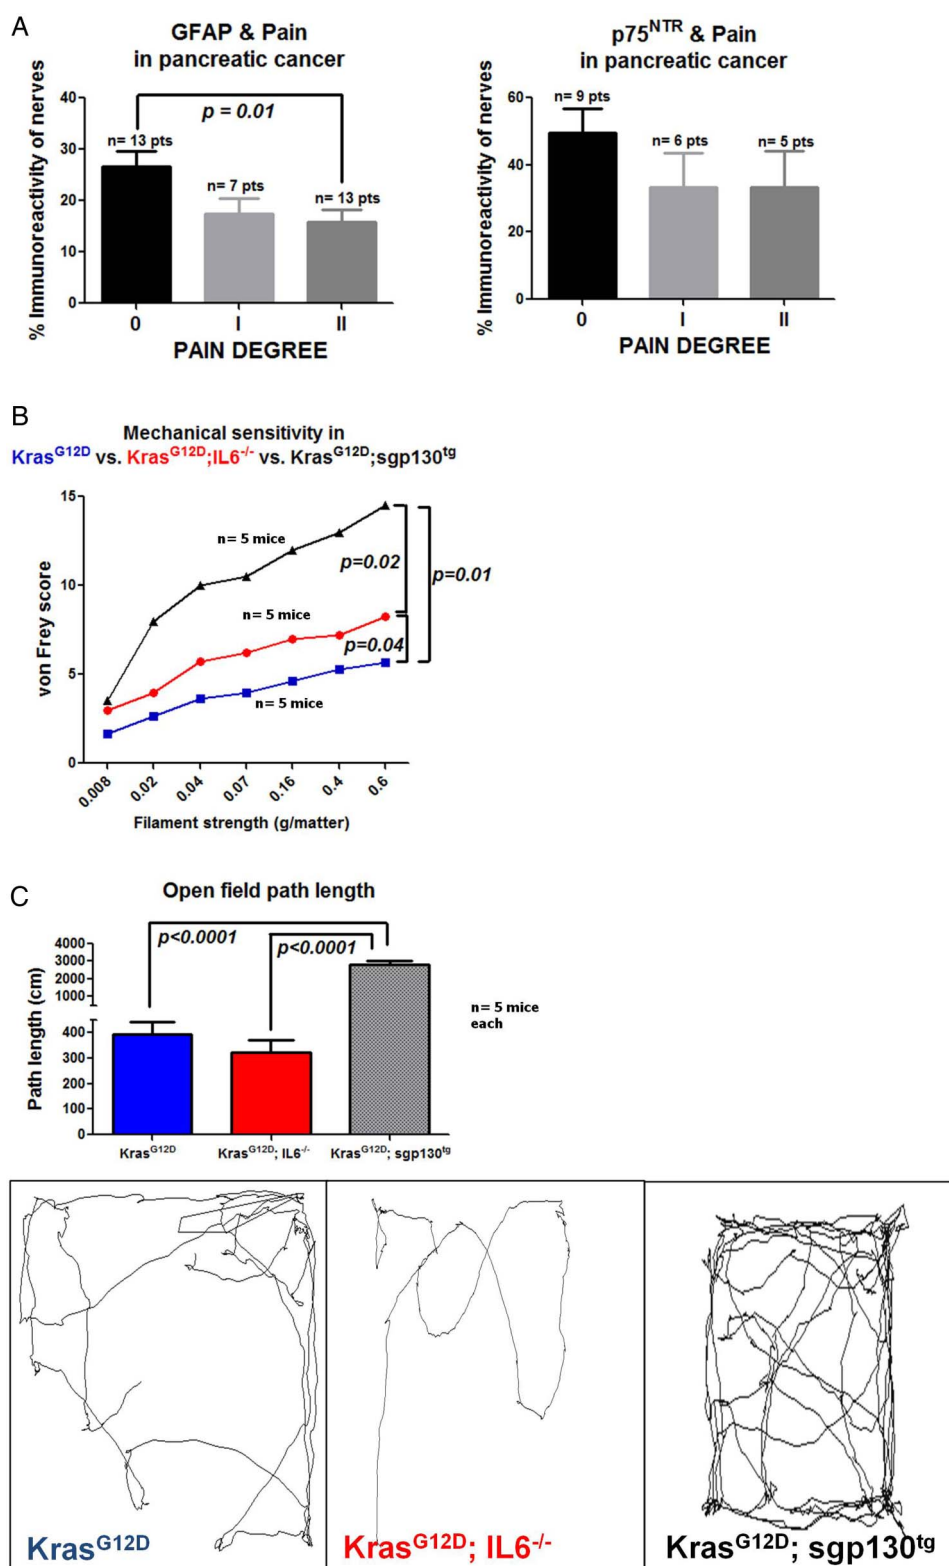 A
GFAP & Pain
in pancreatic cancer
% Immunoreactivity of nerves
40
30
20
10
0
p = 0.01
n= 13 pts
n= 7 pts
n= 13 pts
0 I II
PAIN DEGREE
p75NTR & Pain
in pancreatic cancer
% Immunoreactivity of nerves
60
40
20
0
n= 9 pts
n= 6 pts
n= 5 pts
0 I II
PAIN DEGREE
B
Mechanical sensitivity in
KrasG12D vs. KrasG12D;IL6-/- vs. KrasG12D;sgp130tg
von Frey score
15
10
5
0
n= 5 mice
n= 5 mice
n= 5 mice
p=0.02
p=0.01
p=0.04
0.008 0.02 0.04 0.07 0.16 0.4 0.6
Filament strength (g/matter)
C
Open field path length
Path length (cm)
4000
3000
2000
1000
400
300
200
100
0
p<0.0001
p<0.0001
n= 5 mice
each
KrasG12D KrasG12D; IL6-/- KrasG12D; sgp130tg
KrasG12D
KrasG12D; IL6-/-
KrasG12D; sgp130tg